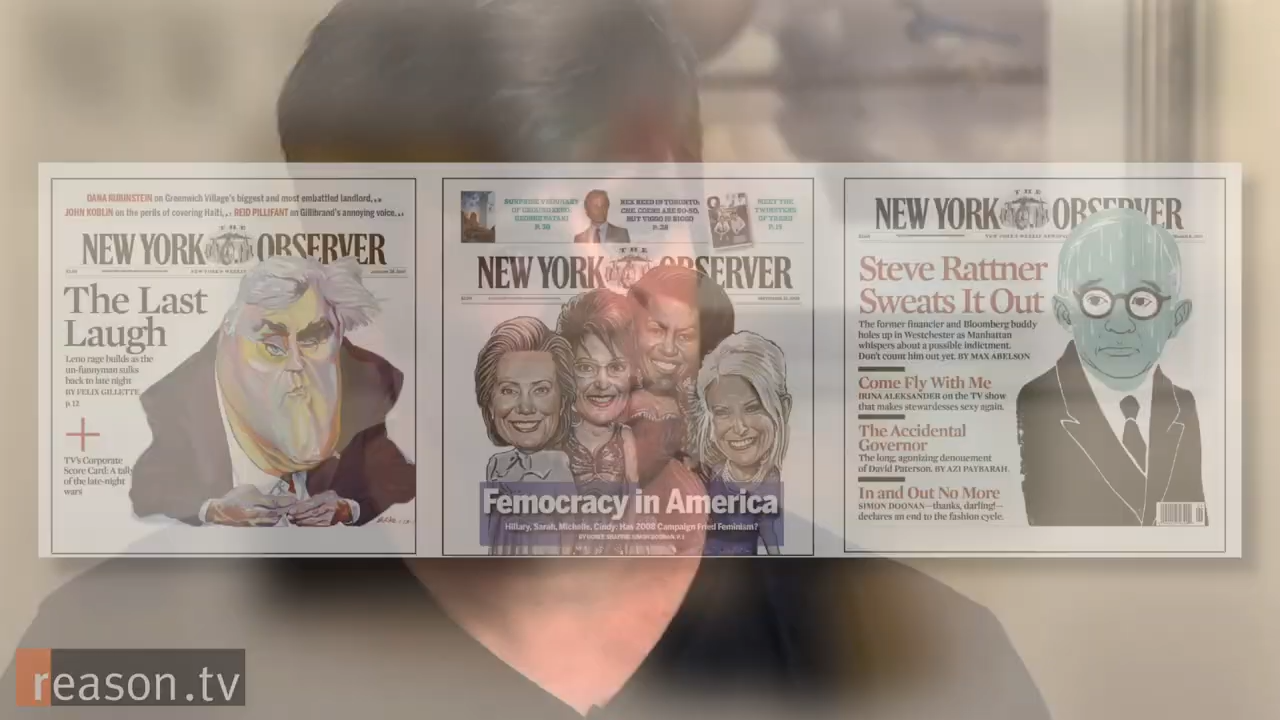 DANA RUBINSTEIN on Greenwich Village's biggest and most embattled landlord...
JOHN KOBLIN on the perils of covering Haiti... REID PILLIFANT on Gillibrand's annoying voice...
THE
NEW YORK OBSERVER
The Last
Laugh
Leno rage builds as the
un-funnyman sulks
back to late night
BY FELIX GILLETTE
p. 12
TV's Corporate
Score Card: A tally
of the late-night
wars
P. 30
P. 28
THE
NEW YORK OBSERVER
Femocracy in America
Hillary, Sarah, Michelle, Cindy: Has 2008 Campaign Fried Feminism?
THE
NEW YORK OBSERVER
Steve Rattner
Sweats It Out
The former financier and Bloomberg buddy
holes up in Westchester as Manhattan
whispers about a possible indictment.
Don't count him out yet. BY MAX ABELSON
Come Fly With Me
IRINA ALEKSANDER on the TV show
that makes stewardesses sexy again.
The Accidental
Governor
The long, agonizing denouement
of David Paterson. BY AZI PAYBARAH.
In and Out No More
SIMON DOONAN—thanks, darling!—
declares an end to the fashion cycle.
reason.tv